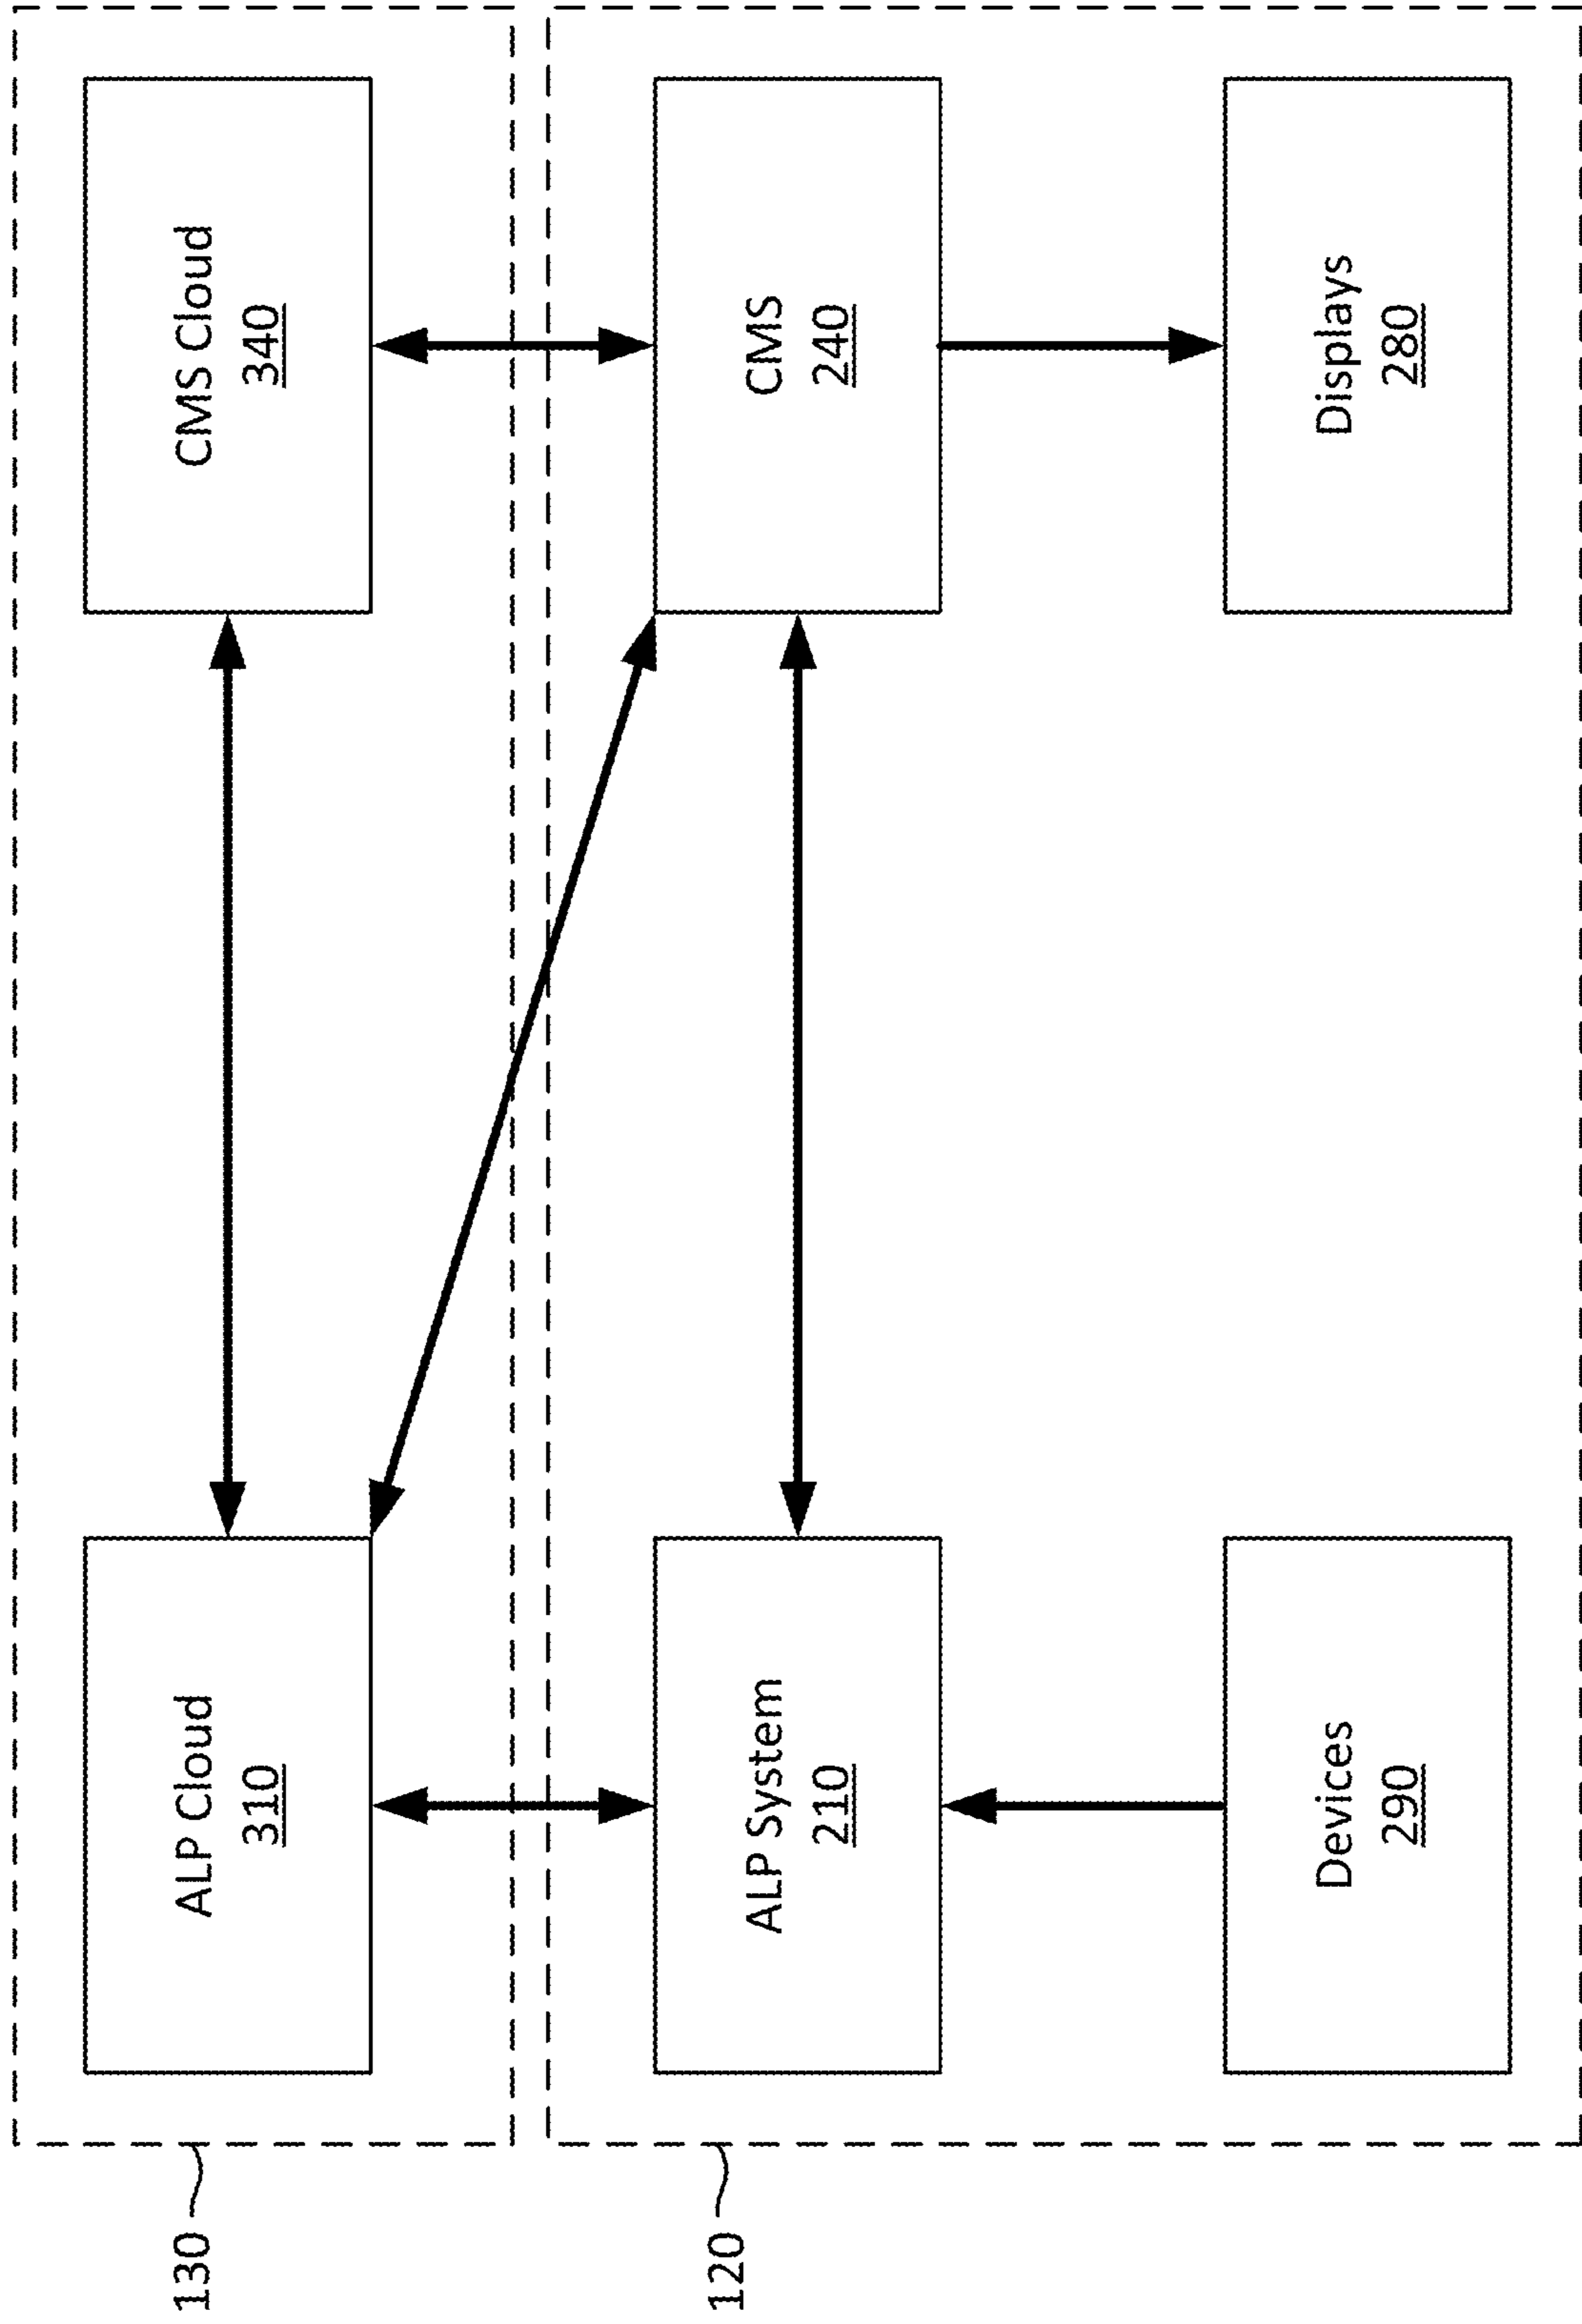 130
ALP Cloud
310
CMS Cloud
340
120
ALP System
210
CMS
240
Devices
290
Displays
280